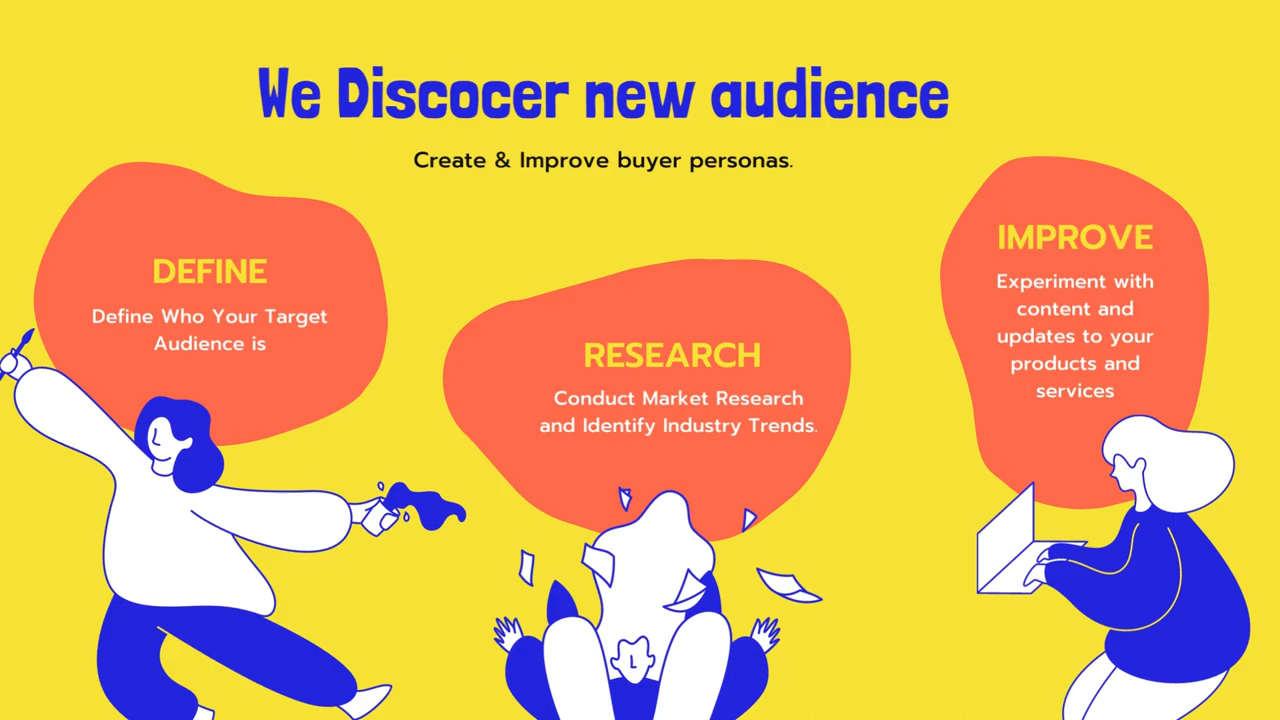 We Discocer new audience
Create & Improve buyer personas.
DEFINE
Define Who Your Target
Audience is
RESEARCH
Conduct Market Research
and Identify Industry Trends.
IMPROVE
Experiment with
content and
updates to your
products and
services